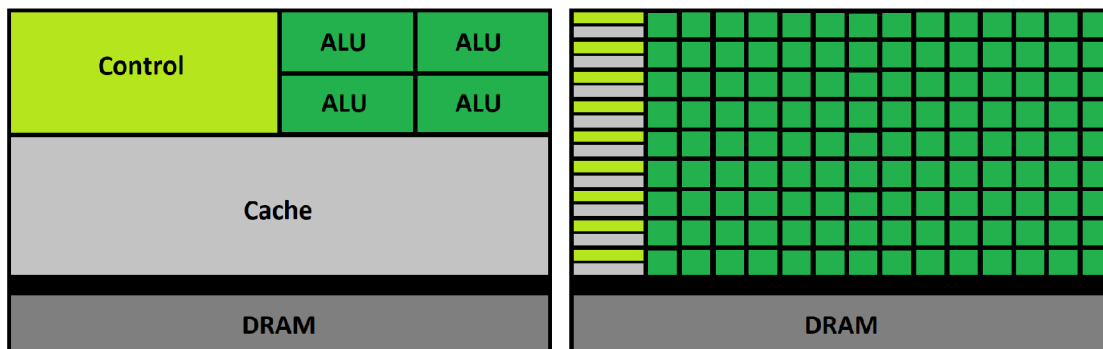 Control
ALU ALU
ALU ALU
Cache
DRAM
DRAM